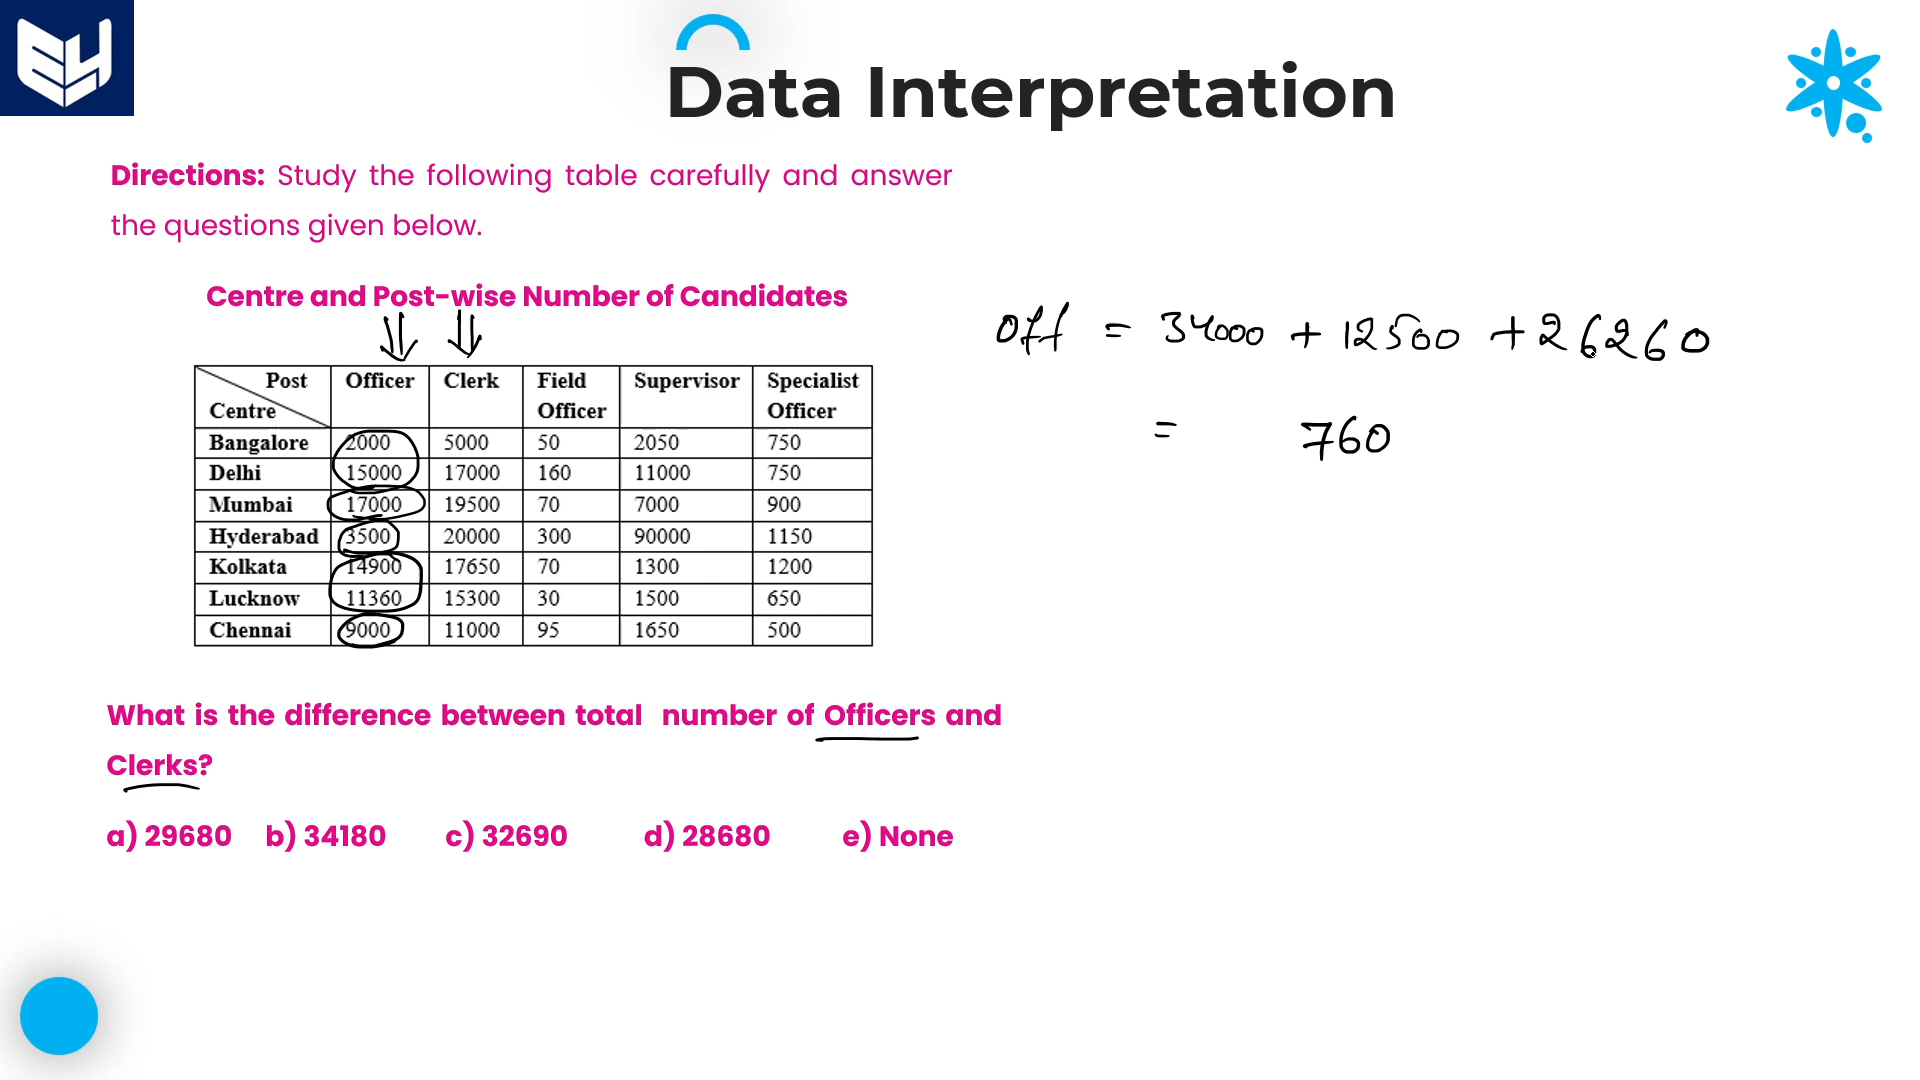 Data Interpretation
Directions: Study the following table carefully and answer
the questions given below.
Centre and Post-wise Number of Candidates
Off = 34000 + 12500 + 26260
= 760
Post Centre Officer Clerk Field Officer Supervisor Specialist Officer
Bangalore 2000 5000 50 2050 750
Delhi 15000 17000 160 11000 750
Mumbai 17000 19500 70 7000 900
Hyderabad 3500 20000 300 90000 1150
Kolkata 14900 17650 70 1300 1200
Lucknow 11360 15300 30 1500 650
Chennai 9000 11000 95 1650 500
What is the difference between total number of Officers and
Clerks?
a) 29680 b) 34180 c) 32690 d) 28680 e) None